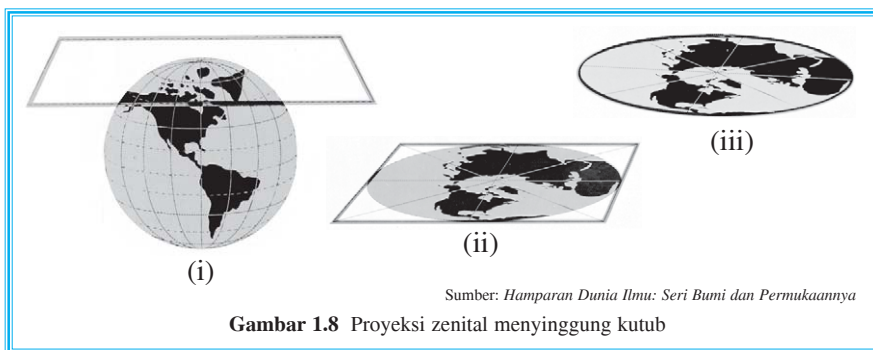 (iii)
(ii)
(i)
Sumber: Hamparan Dunia Ilmu: Seri Bumi dan Permukaannya
Gambar 1.8 Proyeksi zenital menyinggung kutub